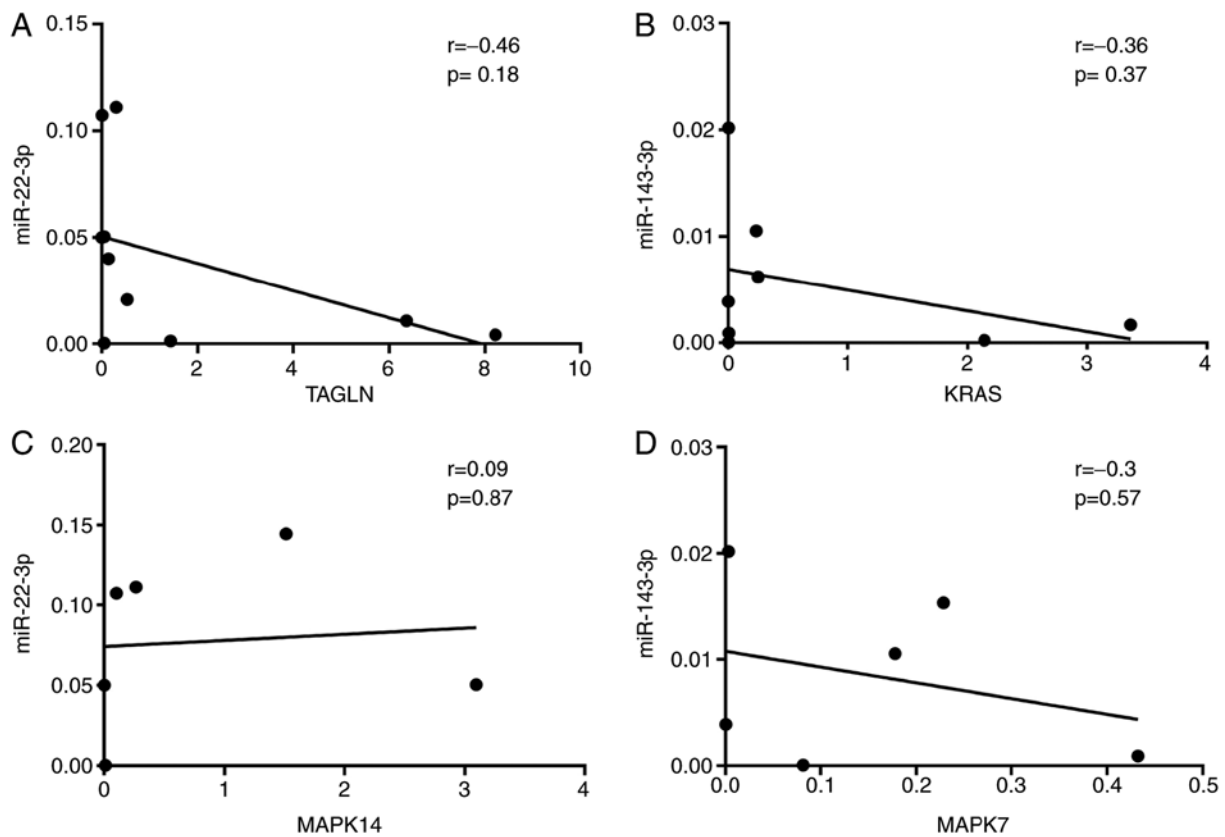 A
0.15
0.10
0.05
0.00
miR-22-3p
r=−0.46
p= 0.18
0 2 4 6 8 10
TAGLN
B
0.03
0.02
0.01
0.00
miR-143-3p
r=−0.36
p= 0.37
0 1 2 3 4
KRAS
C
0.20
0.15
0.10
0.05
0.00
miR-22-3p
r=0.09
p=0.87
0 1 2 3 4
MAPK14
D
0.03
0.02
0.01
0.00
miR-143-3p
r=−0.3
p=0.57
0.0 0.1 0.2 0.3 0.4 0.5
MAPK7